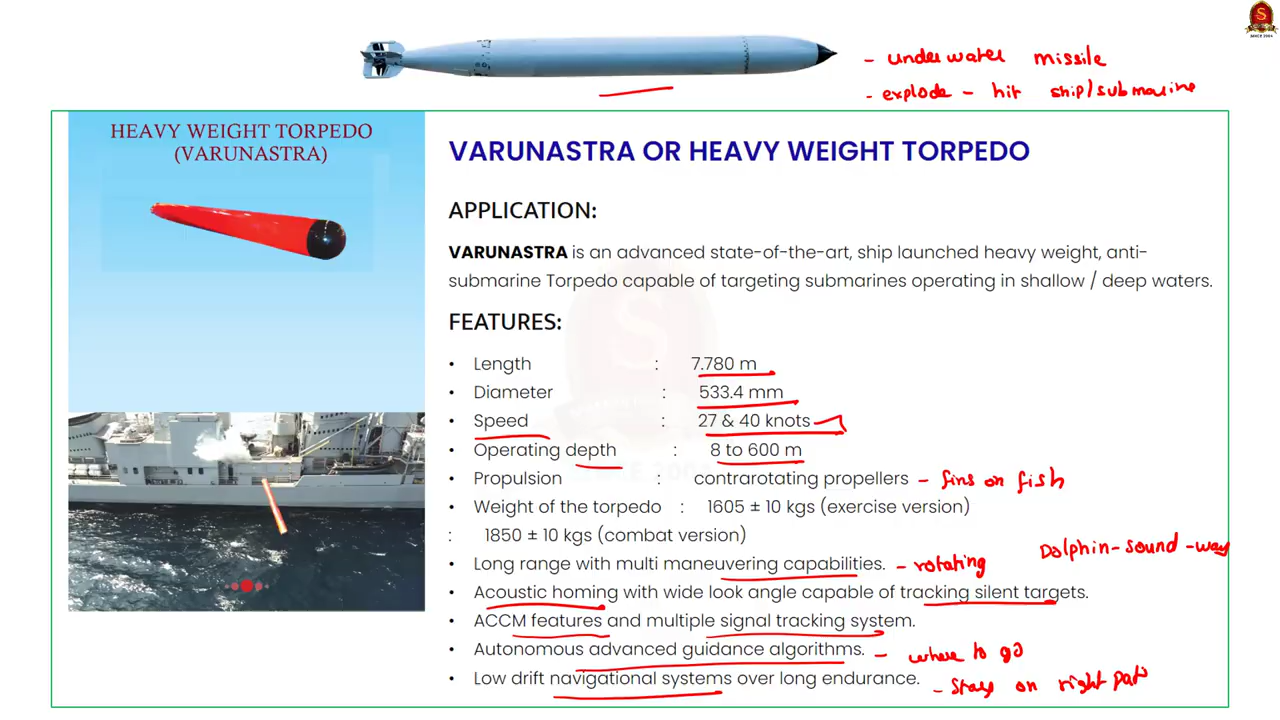 S
SINCE 2004
- underwater missile
- explode - hit ship/submarine
HEAVY WEIGHT TORPEDO
(VARUNASTRA)
VARUNASTRA OR HEAVY WEIGHT TORPEDO
APPLICATION:
VARUNASTRA is an advanced state-of-the-art, ship launched heavy weight, anti-
submarine Torpedo capable of targeting submarines operating in shallow / deep waters.
FEATURES:
• Length : 7.780 m
• Diameter : 533.4 mm
• Speed : 27 & 40 knots
• Operating depth : 8 to 600 m
• Propulsion : contrarotating propellers - fins on fish
• Weight of the torpedo : 1605 ± 10 kgs (exercise version)
: 1850 ± 10 kgs (combat version)
Dolphin-sound-way
• Long range with multi maneuvering capabilities. - rotating
• Acoustic homing with wide look angle capable of tracking silent targets.
• ACCM features and multiple signal tracking system.
• Autonomous advanced guidance algorithms. - where to go
• Low drift navigational systems over long endurance. - stay on right path